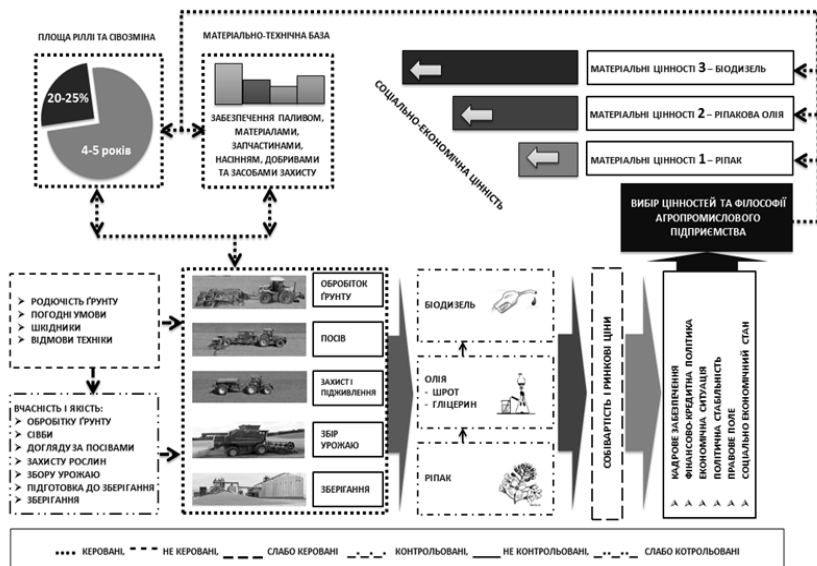 ПЛОЩА РІЛЛІ ТА СІВОЗМІНА
20-25%
4-5 років
МАТЕРІАЛЬНО-ТЕХНІЧНА БАЗА
ЗАБЕЗПЕЧЕННЯ ПАЛИВОМ,
МАТЕРІАЛАМИ,
ЗАПЧАСТИНАМИ,
НАСІННЯМ, ДОБРИВАМИ
ТА ЗАСОБАМИ ЗАХИСТУ
СОЦІАЛЬНО-ЕКОНОМІЧНА ЦІННІСТЬ
МАТЕРІАЛЬНІ ЦІННОСТІ 3 – БІОДИЗЕЛЬ
МАТЕРІАЛЬНІ ЦІННОСТІ 2 – РІПАКОВА ОЛІЯ
МАТЕРІАЛЬНІ ЦІННОСТІ 1 – РІПАК
ВИБІР ЦІННОСТЕЙ ТА ФІЛОСОФІЇ
АГРОПРОМИСЛОВОГО
ПІДПРИЄМСТВА
➢ РОДЮЧІСТЬ ҐРУНТУ
➢ ПОГОДНІ УМОВИ
➢ ШКІДНИКИ
➢ ВІДМОВИ ТЕХНІКИ
ВЧАСНІСТЬ І ЯКІСТЬ:
➢ ОБРОБІТКУ ҐРУНТУ
➢ СІВБИ
➢ ДОГЛЯДУ ЗА ПОСІВАМИ
➢ ЗАХИСТУ РОСЛИН
➢ ЗБОРУ УРОЖАЮ
➢ ПІДГОТОВКА ДО ЗБЕРІГАННЯ
➢ ЗБЕРІГАННЯ
ОБРОБІТОК
ҐРУНТУ
ПОСІВ
ЗАХИСТ І
ПІДЖИВЛЕННЯ
ЗБІР
УРОЖАЮ
ЗБЕРІГАННЯ
БІОДИЗЕЛЬ
ОЛІЯ
- ШРОТ
- ГЛІЦЕРИН
РІПАК
СОБІВАРТІСТЬ І РИНКОВІ ЦІНИ
➢ КАДРОВЕ ЗАБЕЗПЕЧЕННЯ
➢ ФІНАНСОВО-КРЕДИТНА ПОЛІТИКА
➢ ЕКОНОМІЧНА СИТУАЦІЯ
➢ ПОЛІТИЧНА СТАБІЛЬНІСТЬ
➢ ПРАВОВЕ ПОЛЕ
➢ СОЦІАЛЬНО ЕКОНОМІЧНИЙ СТАН
КЕРОВАНІ, НЕ КЕРОВАНІ, СЛАБО КЕРОВАНІ КОНТРОЛЬОВАНІ, НЕ КОНТРОЛЬОВАНІ, СЛАБО КОТРОЛЬОВАНІ